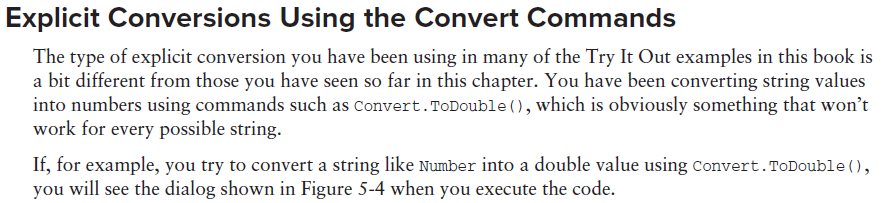 Explicit Conversions Using the Convert Commands
The type of explicit conversion you have been using in many of the Try It Out examples in this book is
a bit different from those you have seen so far in this chapter. You have been converting string values
into numbers using commands such as Convert.ToDouble(), which is obviously something that won’t
work for every possible string.
If, for example, you try to convert a string like Number into a double value using Convert.ToDouble(),
you will see the dialog shown in Figure 5-4 when you execute the code.